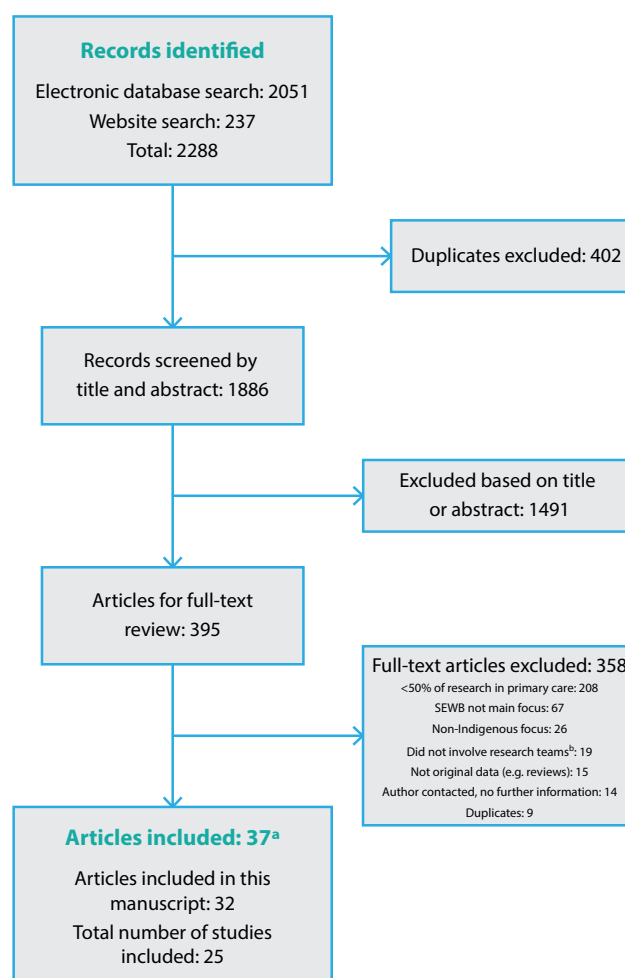 Records identified
Electronic database search: 2051
Website search: 237
Total: 2288
Duplicates excluded: 402
Records screened by
title and abstract: 1886
Excluded based on title
or abstract: 1491
Articles for full-text
review: 395
Full-text articles excluded: 358
<50% of research in primary care: 208
SEWB not main focus: 67
Non-Indigenous focus: 26
Did not involve research teamsᵇ: 19
Not original data (e.g. reviews): 15
Author contacted, no further information: 14
Duplicates: 9
Articles included: 37ᵃ
Articles included in this
manuscript: 32
Total number of studies
included: 25